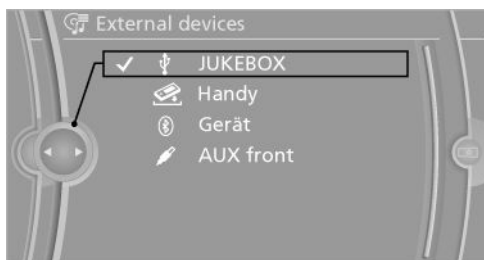 External devices
JUKEBOX
Handy
Gerät
AUX front